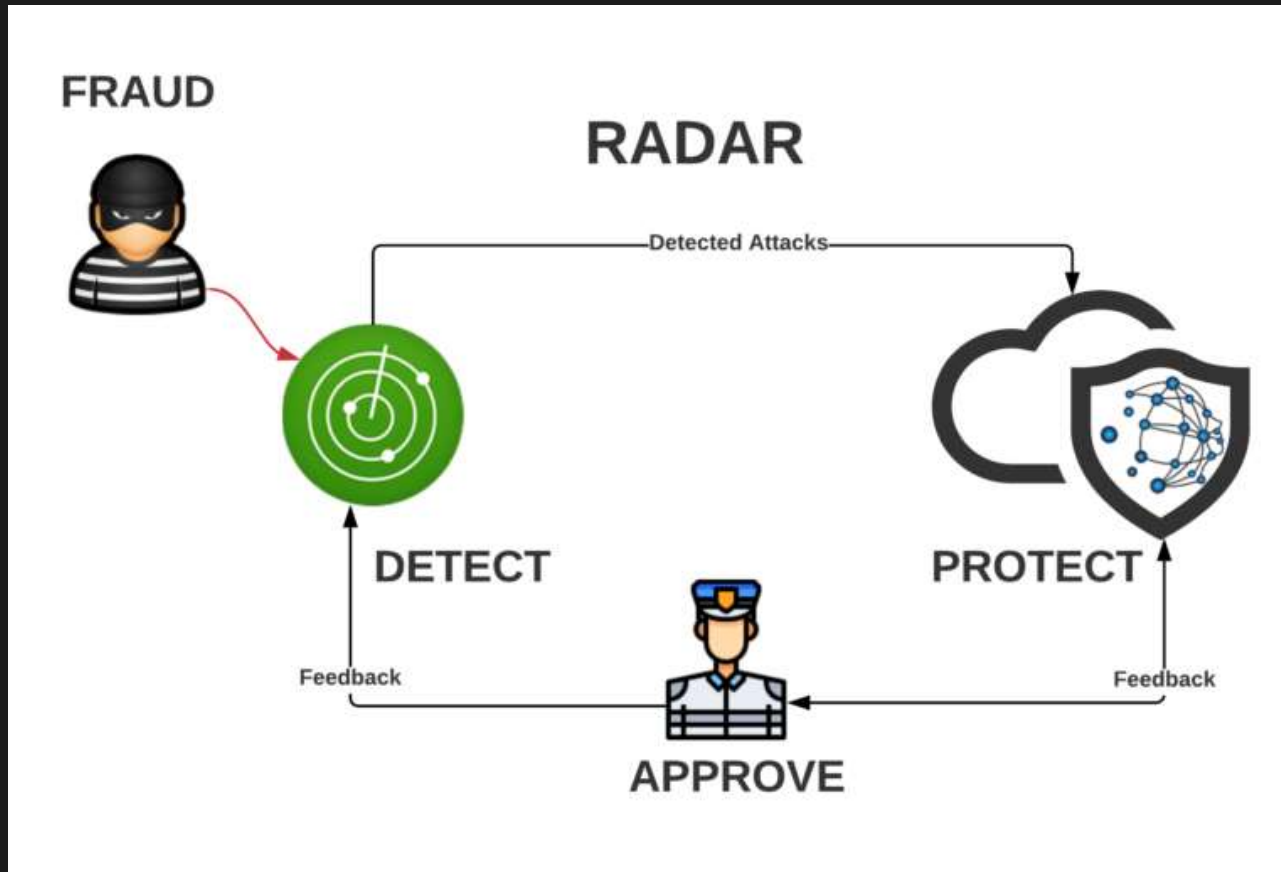 FRAUD
RADAR
Detected Attacks
DETECT
PROTECT
Feedback
Feedback
APPROVE